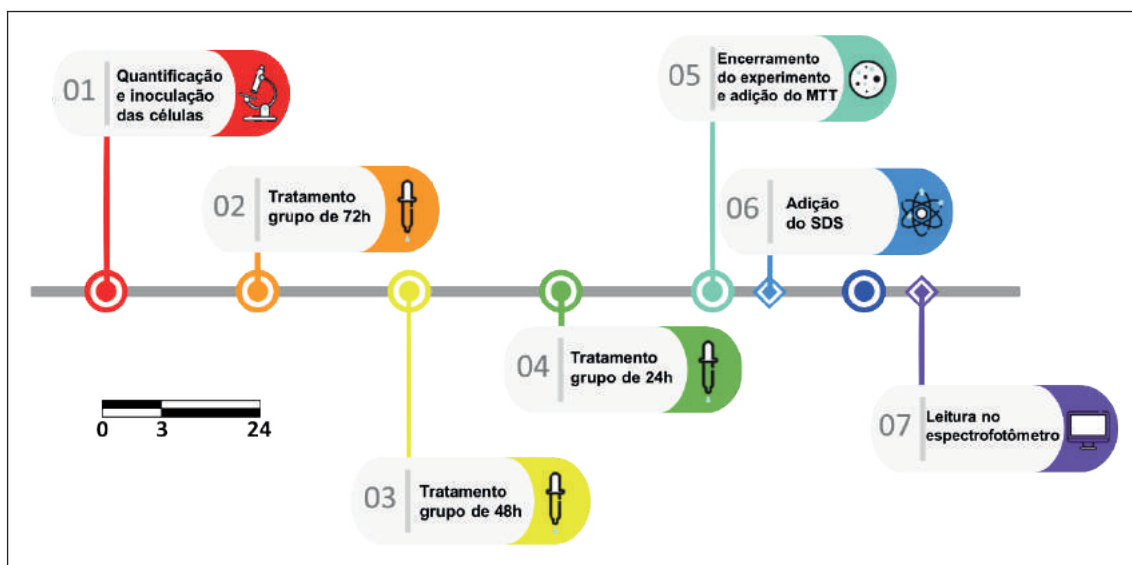 01
Quantificação
e inoculação
das células
02
Tratamento
grupo de 72h
03
Tratamento
grupo de 48h
04
Tratamento
grupo de 24h
05
Encerramento
do experimento
e adição do MTT
06
Adição
do SDS
07
Leitura no
espectrofotômetro
0 3 24